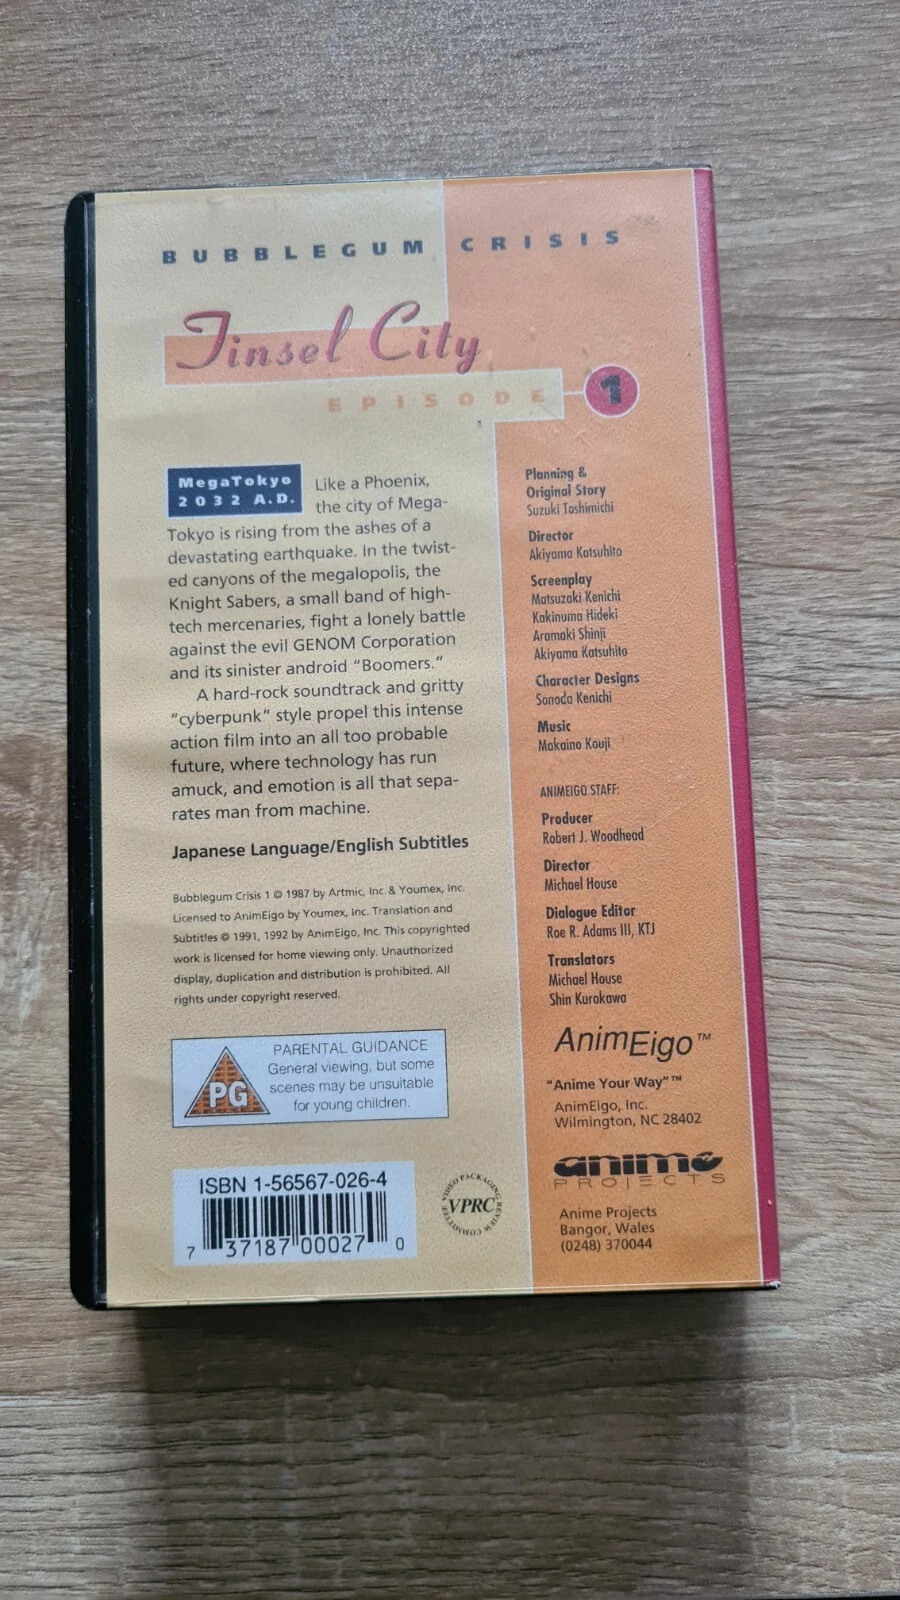 BUBBLEGUM CRISIS
Tinsel City
EPISODE 1
MegaTokyo
2032 A.D.
Like a Phoenix,
the city of Mega-
Tokyo is rising from the ashes of a
devastating earthquake. In the twist-
ed canyons of the megalopolis, the
Knight Sabers, a small band of high-
tech mercenaries, fight a lonely battle
against the evil GENOM Corporation
and its sinister android “Boomers.”
A hard-rock soundtrack and gritty
“cyberpunk” style propel this intense
action film into an all too probable
future, where technology has run
amuck, and emotion is all that sepa-
rates man from machine.
Japanese Language/English Subtitles
Bubblegum Crisis 1 © 1987 by Artmic, Inc. & Youmex, Inc.
Licensed to AnimEigo by Youmex, Inc. Translation and
Subtitles © 1991, 1992 by AnimEigo, Inc. This copyrighted
work is licensed for home viewing only. Unauthorized
display, duplication and distribution is prohibited. All
rights under copyright reserved.
PG
PARENTAL GUIDANCE
General viewing, but some
scenes may be unsuitable
for young children.
ISBN 1-56567-026-4
7 37187 00027 0
VIDEO PACKAGING REVIEW COMMITTEE
VPRC
Planning &
Original Story
Suzuki Toshimichi
Director
Akiyama Katsuhito
Screenplay
Matsuzaki Kenichi
Kakinuma Hideki
Aramaki Shinji
Akiyama Katsuhito
Character Designs
Sonoda Kenichi
Music
Makaino Kouji
ANIMEIGO STAFF:
Producer
Robert J. Woodhead
Director
Michael House
Dialogue Editor
Roe R. Adams III, KTJ
Translators
Michael House
Shin Kurokawa
AnimEigo™
“Anime Your Way”™
AnimEigo, Inc.
Wilmington, NC 28402
anime
PROJECTS
Anime Projects
Bangor, Wales
(0248) 370044